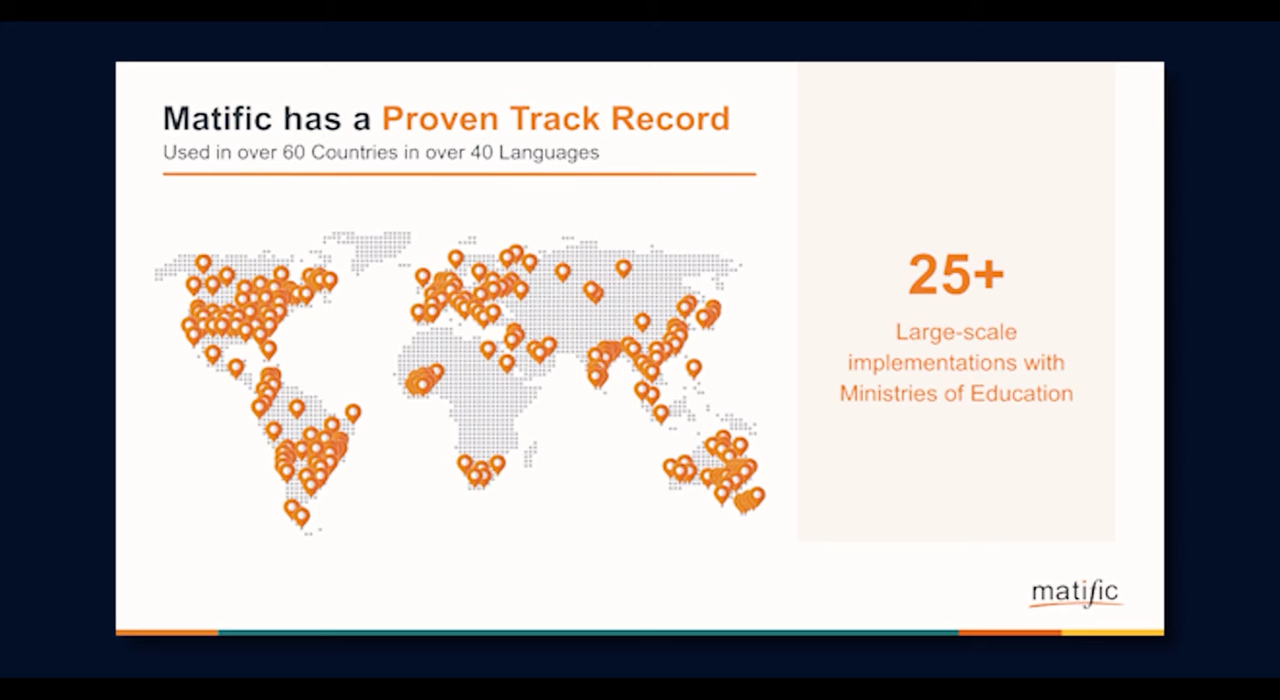 Matific has a Proven Track Record
Used in over 60 Countries in over 40 Languages
25+
Large-scale
implementations with
Ministries of Education
matific